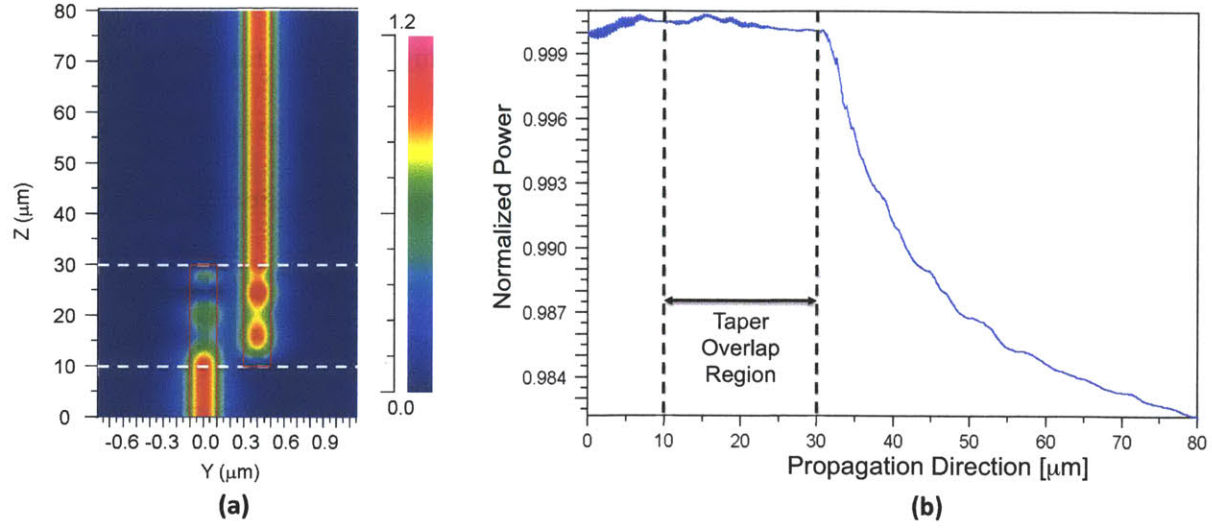 80
70
60
50
40
30
20
10
0
Z (μm)
-0.6 -0.3 0.0 0.3 0.6 0.9
Y (μm)
(a)
1.2
0.0
0.999
0.996
0.993
0.990
0.987
0.984
Normalized Power
Taper
Overlap
Region
0 10 20 30 40 50 60 70 80
Propagation Direction [μm]
(b)